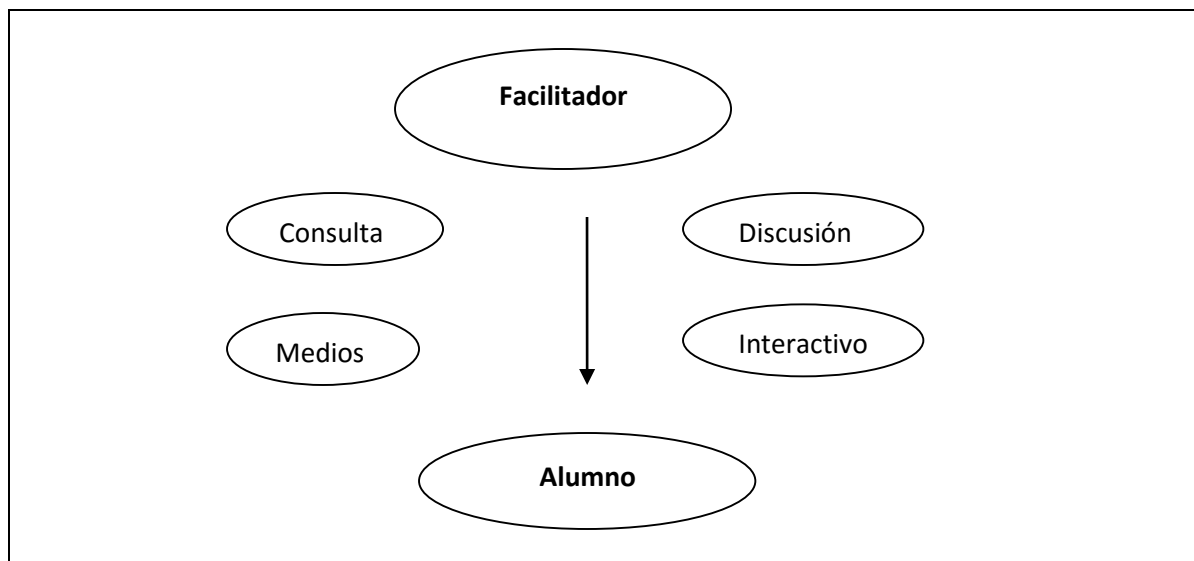 Facilitador
Consulta
Discusión
Medios
Interactivo
Alumno